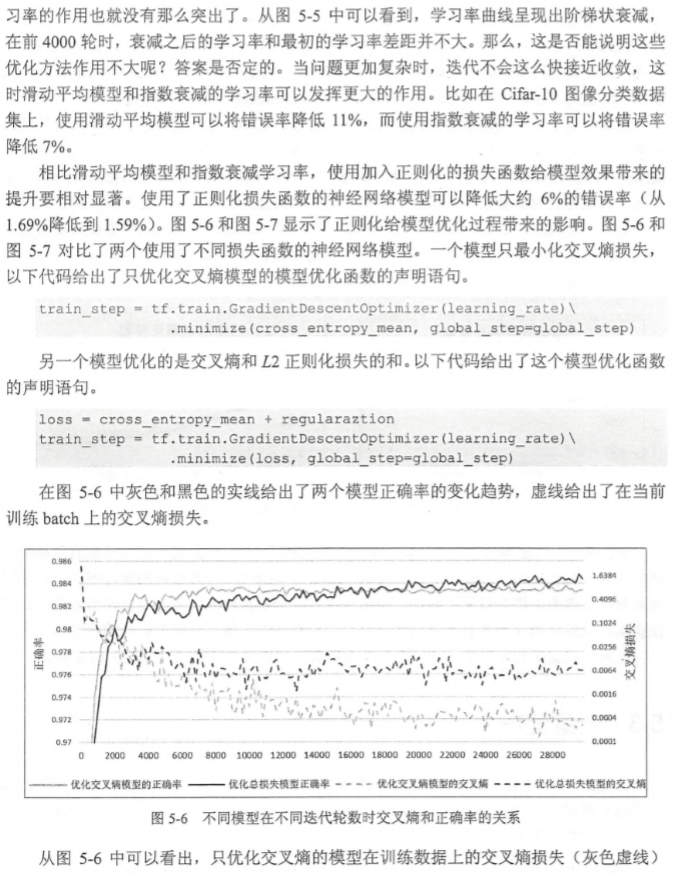 习率的作用也就没有那么突出了。从图 5-5 中可以看到，学习率曲线呈现出阶梯状衰减，
在前 4000 轮时，衰减之后的学习率和最初的学习率差距并不大。那么，这是否能说明这些
优化方法作用不大呢？答案是否定的。当问题更加复杂时，迭代不会这么快接近收敛，这
时滑动平均模型和指数衰减的学习率可以发挥更大的作用。比如在 Cifar-10 图像分类数据
集上，使用滑动平均模型可以将错误率降低 11%，而使用指数衰减的学习率可以将错误率
降低 7%。
相比滑动平均模型和指数衰减学习率，使用加入正则化的损失函数给模型效果带来的
提升要相对显著。使用了正则化损失函数的神经网络模型可以降低大约 6%的错误率（从
1.69%降低到 1.59%）。图 5-6 和图 5-7 显示了正则化给模型优化过程带来的影响。图 5-6 和
图 5-7 对比了两个使用了不同损失函数的神经网络模型。一个模型只最小化交叉熵损失，
以下代码给出了只优化交叉熵模型的模型优化函数的声明语句。
train_step = tf.train.GradientDescentOptimizer(learning_rate)\
.minimize(cross_entropy_mean, global_step=global_step)
另一个模型优化的是交叉熵和 L2 正则化损失的和。以下代码给出了这个模型优化函数
的声明语句。
loss = cross_entropy_mean + regularaztion
train_step = tf.train.GradientDescentOptimizer(learning_rate)\
.minimize(loss, global_step=global_step)
在图 5-6 中灰色和黑色的实线给出了两个模型正确率的变化趋势，虚线给出了在当前
训练 batch 上的交叉熵损失。
0.986
0.984
0.982
0.98
0.978
0.976
0.974
0.972
0.97
正确率
1.6384
0.4096
0.1024
0.0256
0.0064
0.0016
0.0004
0.0001
交叉熵损失
0 2000 4000 6000 8000 10000 12000 14000 16000 18000 20000 22000 24000 26000 28000
优化交叉熵模型的正确率 优化总损失模型正确率 优化交叉熵模型的交叉熵 优化总损失模型的交叉熵
图 5-6 不同模型在不同迭代轮数时交叉熵和正确率的关系
从图 5-6 中可以看出，只优化交叉熵的模型在训练数据上的交叉熵损失（灰色虚线）